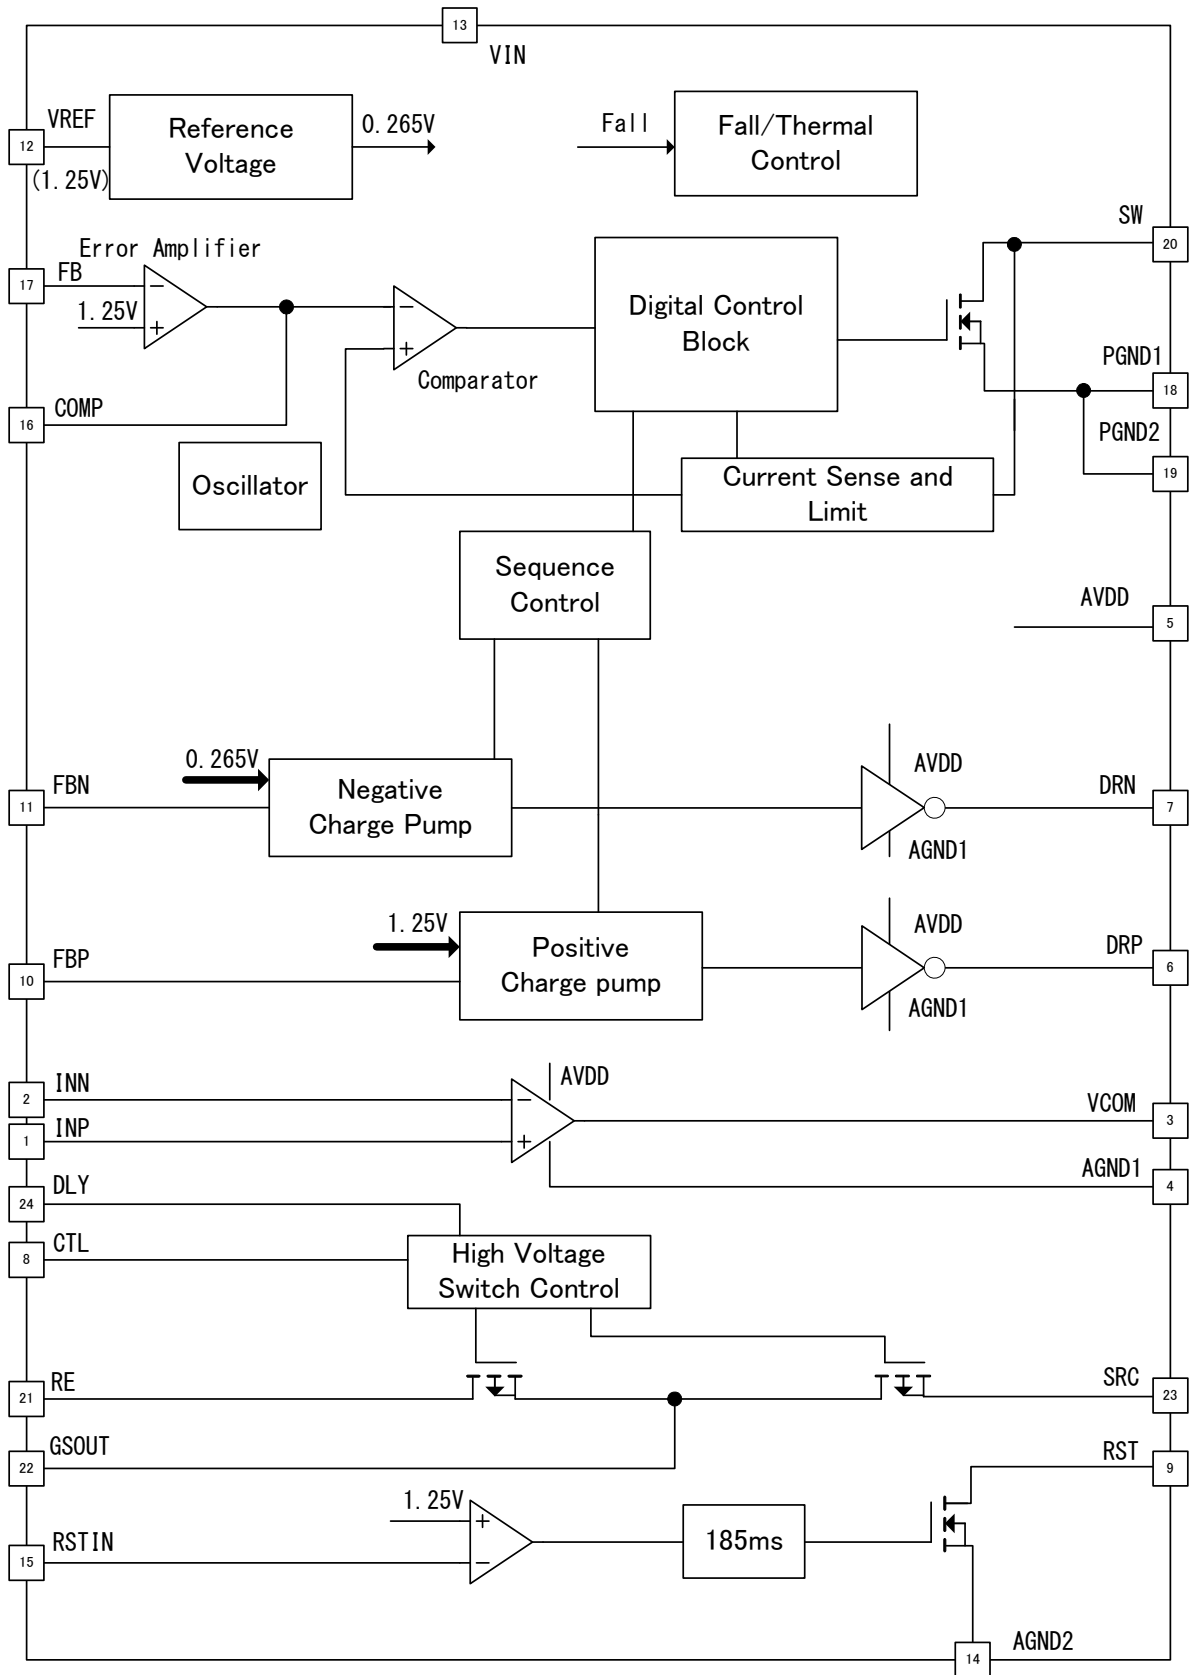 13
VIN
VREF
12
(1.25V)
Reference
Voltage
0.265V
Fall
Fall/Thermal
Control
SW
20
Error Amplifier
17
FB
−
1.25V
+
−
+
Comparator
Digital Control
Block
PGND1
18
PGND2
19
COMP
16
Oscillator
Current Sense and
Limit
Sequence
Control
AVDD
5
0.265V
FBN
11
Negative
Charge Pump
AVDD
AGND1
DRN
7
1.25V
FBP
10
Positive
Charge pump
AVDD
AGND1
DRP
6
INN
2
INP
1
−
+
AVDD
VCOM
3
AGND1
4
DLY
24
CTL
8
High Voltage
Switch Control
RE
21
SRC
23
GSOUT
22
RST
9
1.25V
+
−
RSTIN
15
185ms
AGND2
14